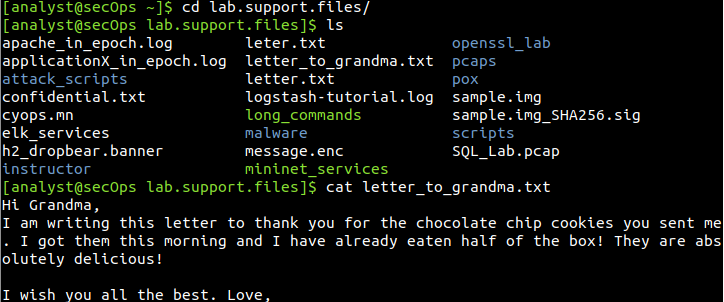 [analyst@secOps ~]$ cd lab.support.files/
[analyst@secOps lab.support.files]$ ls
apache_in_epoch.log       leter.txt              openssl_lab
applicationX_in_epoch.log letter_to_grandma.txt  pcaps
attack_scripts            letter.txt             pox
confidential.txt          logstash-tutorial.log  sample.img
cyops.mn                  long_commands          sample.img_SHA256.sig
elk_services              malware                scripts
h2_dropbear.banner        message.enc            SQL_Lab.pcap
instructor                mininet_services
[analyst@secOps lab.support.files]$ cat letter_to_grandma.txt
Hi Grandma,
I am writing this letter to thank you for the chocolate chip cookies you sent me
. I got them this morning and I have already eaten half of the box! They are abs
olutely delicious!

I wish you all the best. Love,